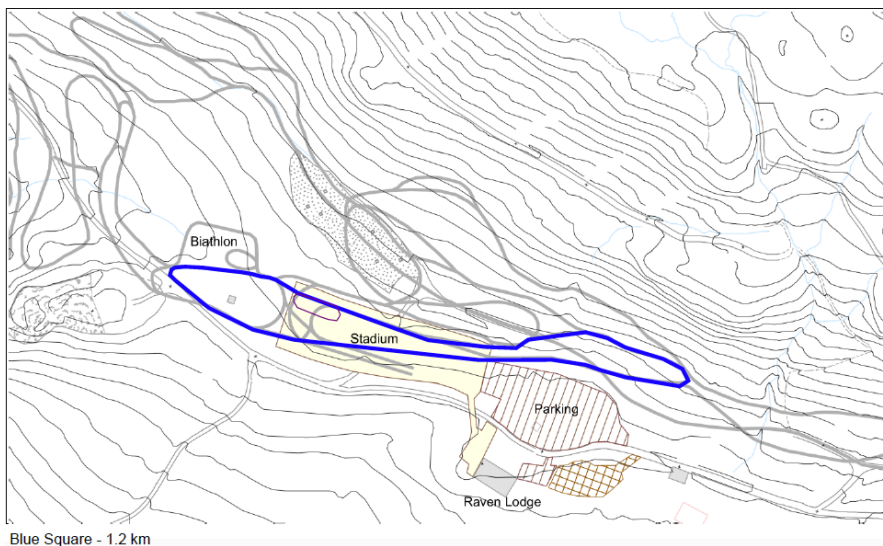 Biathlon
Stadium
Parking
Raven Lodge
Blue Square - 1.2 km